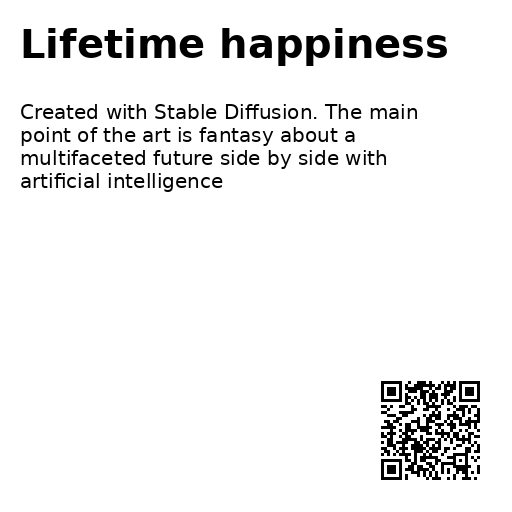 Lifetime happiness
Created with Stable Diffusion. The main
point of the art is fantasy about a
multifaceted future side by side with
artificial intelligence